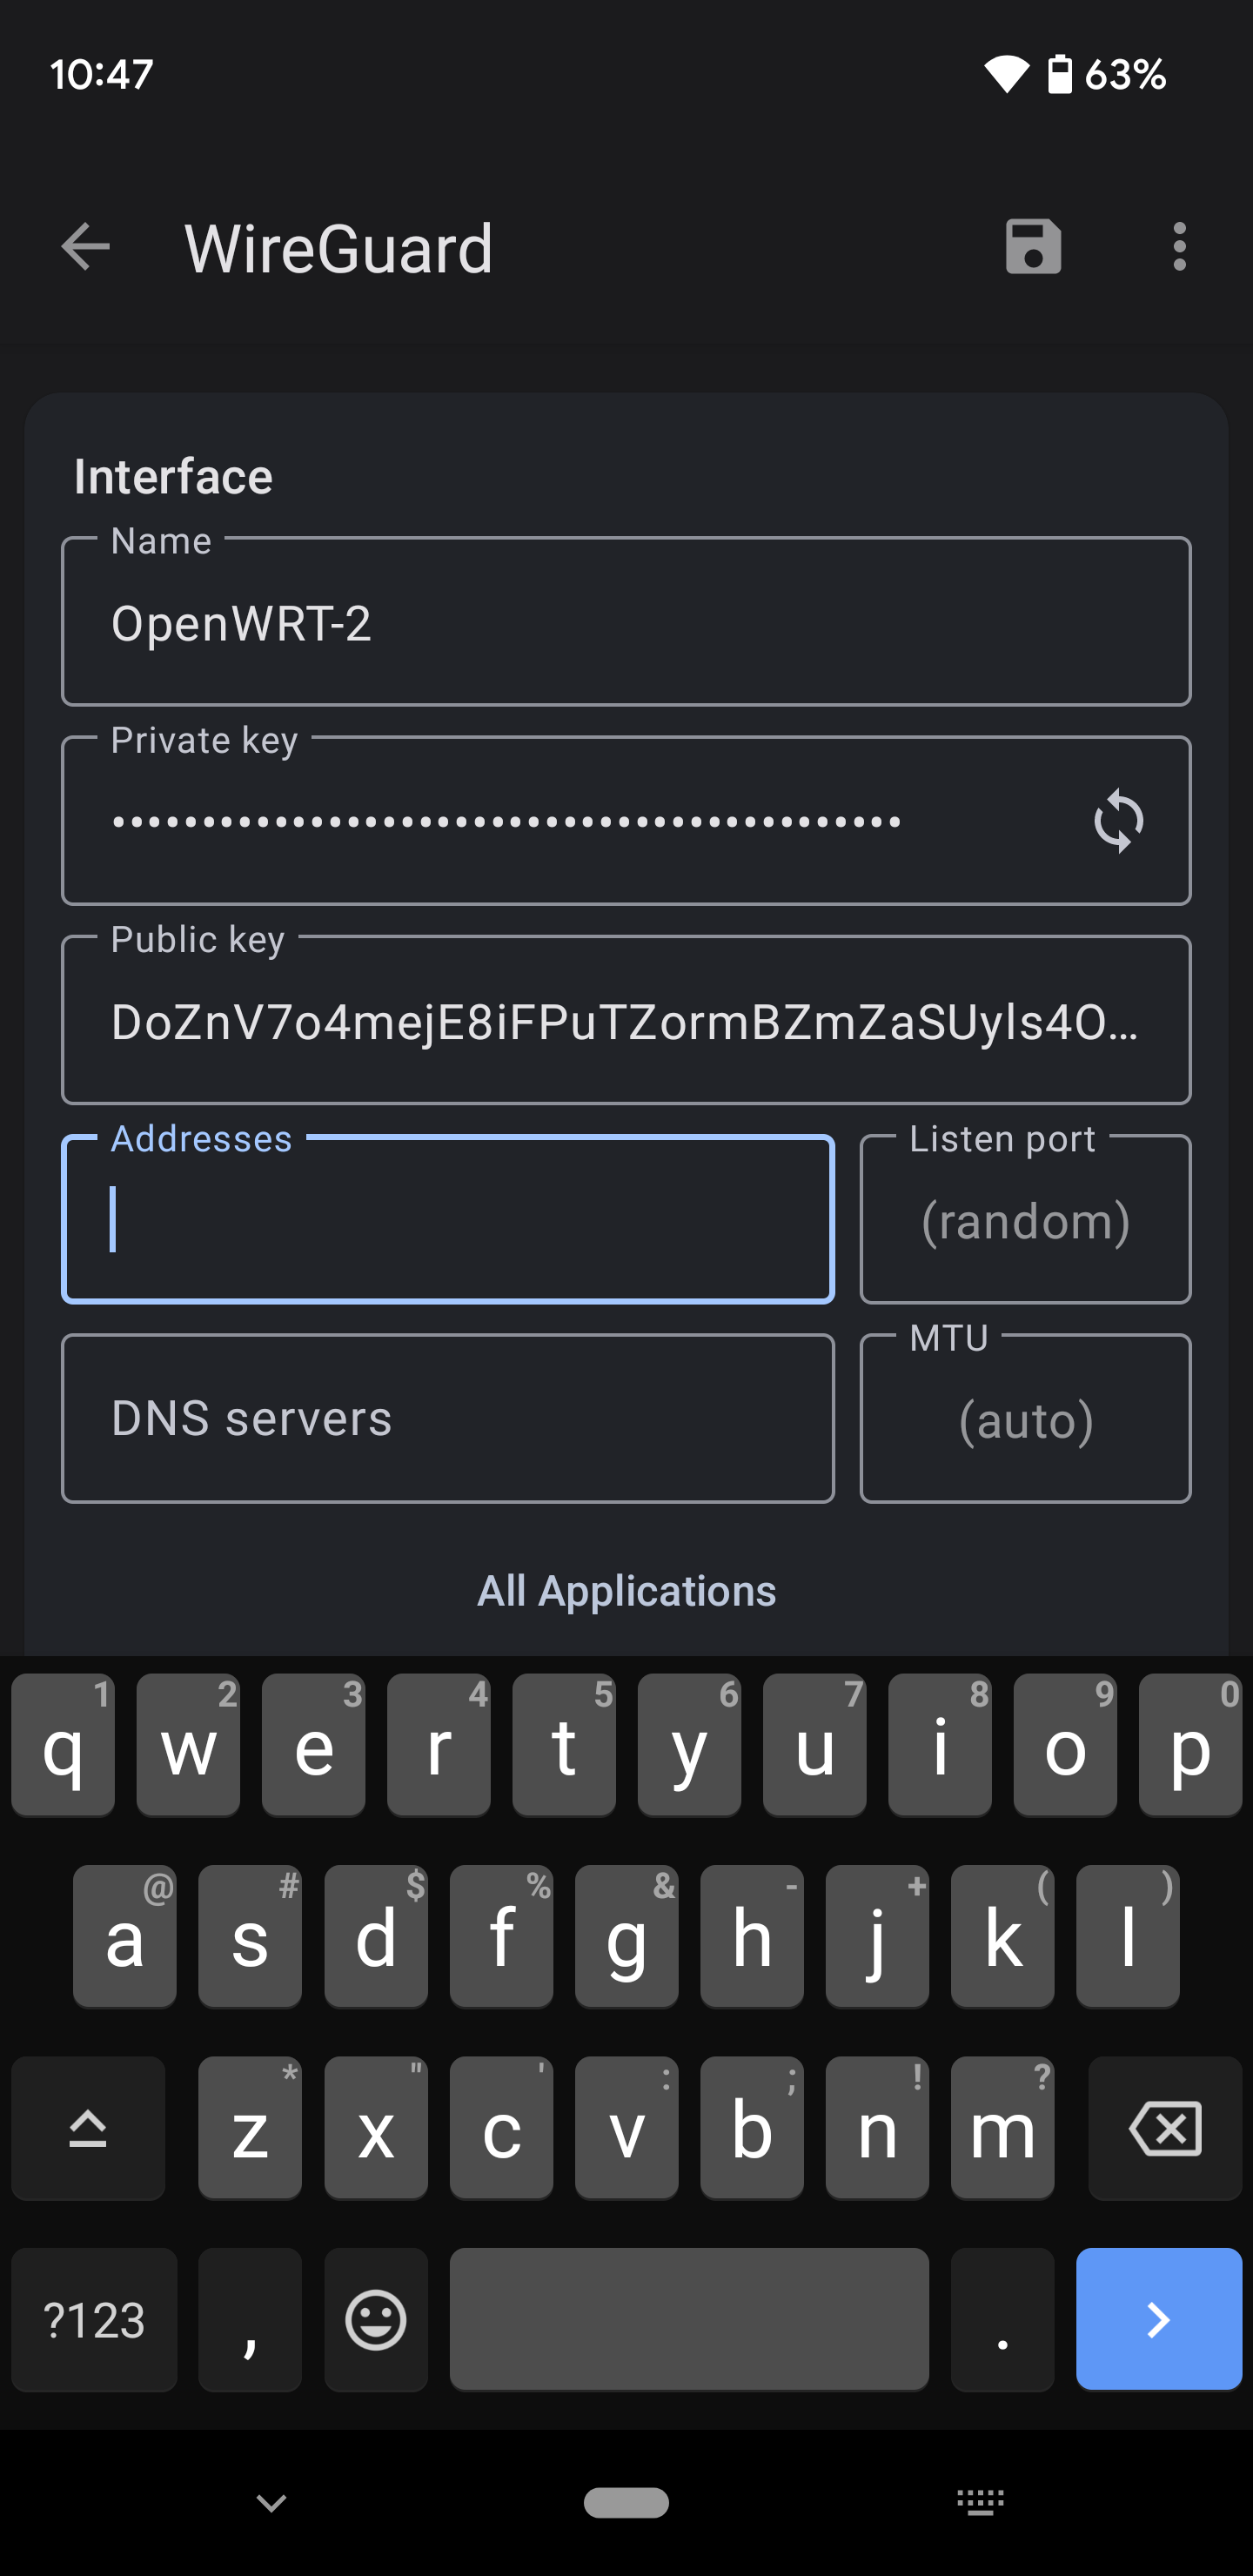 10:47 63%
WireGuard
Interface
Name
OpenWRT-2
Private key
••••••••••••••••••••••••••••••••••••••••••••
Public key
DoZnV7o4mejE8iFPuTZormBZmZaSUyls4O…
Addresses Listen port
(random)
MTU
DNS servers (auto)
All Applications
1 2 3 4 5 6 7 8 9 0
q w e r t y u i o p
@ # $ % & - + ( )
a s d f g h j k l
* " ' : ; ! ?
z x c v b n m
?123 , .